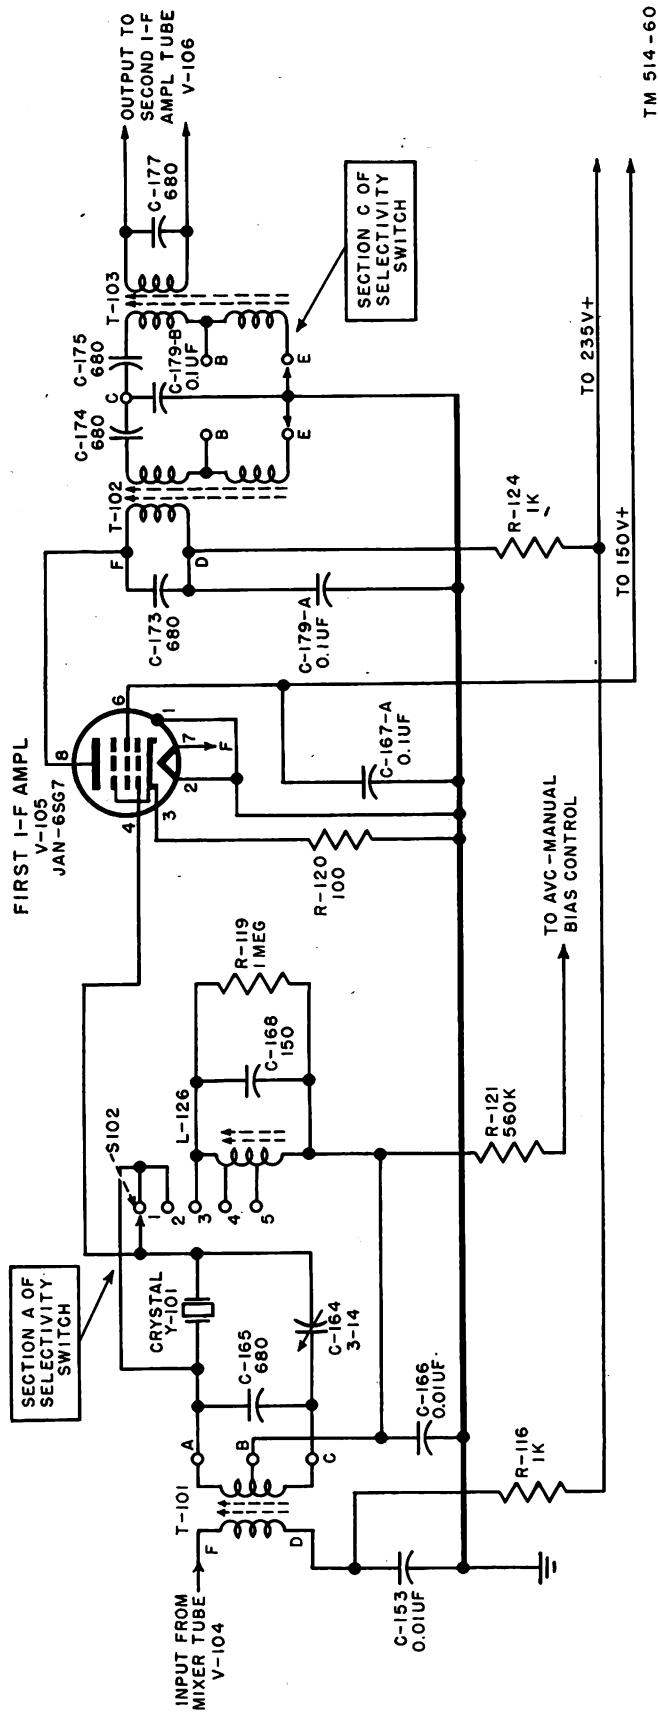 INPUT FROM
MIXER TUBE
V-104
F
D
T-101
A
B
C
C-153
0.01UF
R-116
1K
C-166
0.01UF
C-165
680
C-164
3-14
CRYSTAL
Y-101
SECTION A OF
SELECTIVITY
SWITCH
S102
1
2
3
4
5
L-126
C-168
150
R-119
1 MEG
R-121
560K
TO AVC-MANUAL
BIAS CONTROL
FIRST I-F AMPL
V-105
JAN-6SG7
4
3
2
7
1
6
8
F
R-120
100
C-167-A
0.1UF
C-173
680
C-179-A
0.1UF
F
D
T-102
R-124
1K
TO 150V+
TO 235V+
C-174
680
C
C-175
680
C-179-B
0.1UF
B
B
E
E
T-103
SECTION C OF
SELECTIVITY
SWITCH
C-177
680
OUTPUT TO
SECOND I-F
AMPL TUBE
V-106
TM 514-60